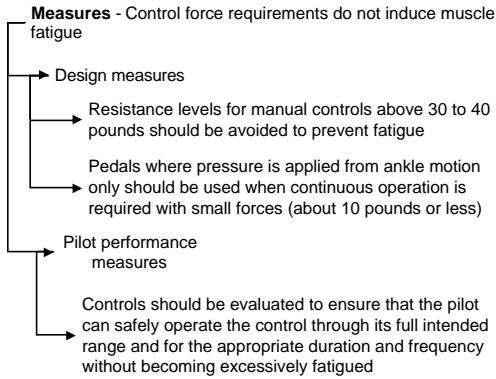 Measures - Control force requirements do not induce muscle
fatigue
Design measures
Resistance levels for manual controls above 30 to 40
pounds should be avoided to prevent fatigue
Pedals where pressure is applied from ankle motion
only should be used when continuous operation is
required with small forces (about 10 pounds or less)
Pilot performance
measures
Controls should be evaluated to ensure that the pilot
can safely operate the control through its full intended
range and for the appropriate duration and frequency
without becoming excessively fatigued